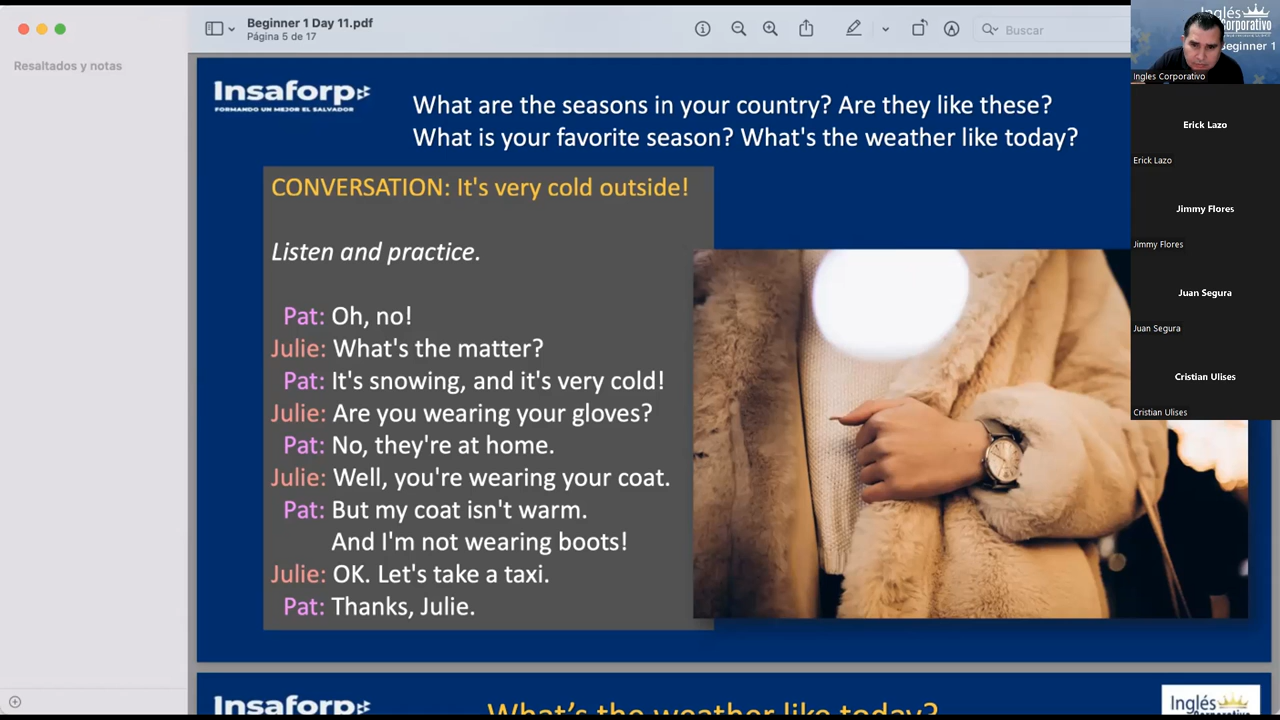 Beginner 1 Day 11.pdf
Página 5 de 17
Buscar
Resaltados y notas
Insaforp
FORMANDO UN MEJOR EL SALVADOR
What are the seasons in your country? Are they like these?
What is your favorite season? What's the weather like today?
CONVERSATION: It's very cold outside!
Listen and practice.
Pat: Oh, no!
Julie: What's the matter?
Pat: It's snowing, and it's very cold!
Julie: Are you wearing your gloves?
Pat: No, they're at home.
Julie: Well, you're wearing your coat.
Pat: But my coat isn't warm.
And I'm not wearing boots!
Julie: OK. Let's take a taxi.
Pat: Thanks, Julie.
Insaforp
What's the weather like today?
Inglés
Corporativo
Inglés
Corporativo
Beginner 1
Ingles Corporativo
Erick Lazo
Erick Lazo
Jimmy Flores
Jimmy Flores
Juan Segura
Juan Segura
Cristian Ulises
Cristian Ulises